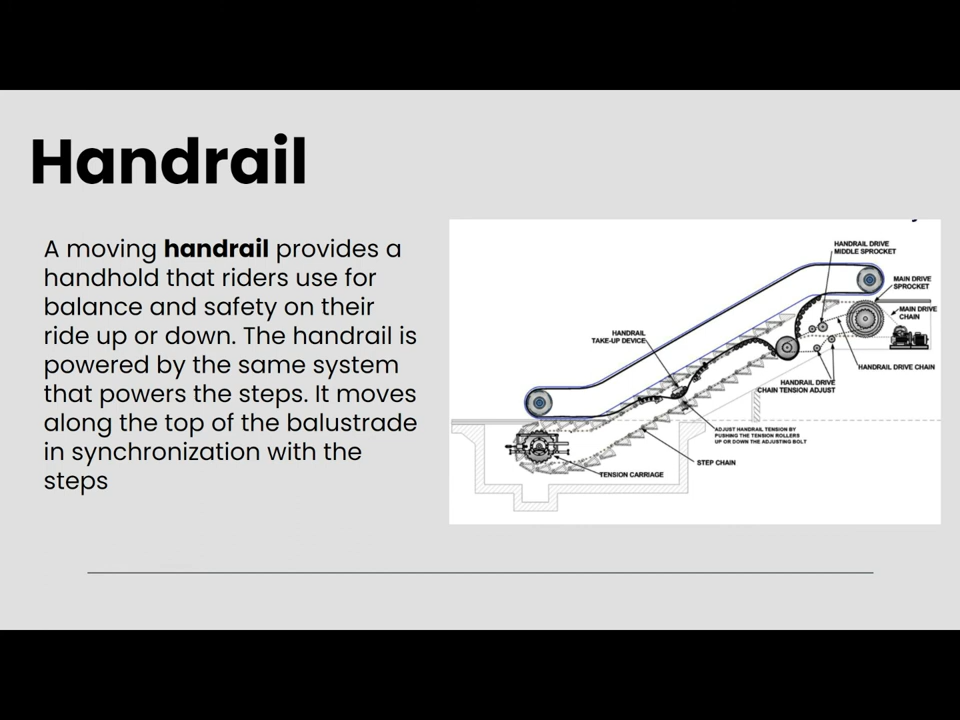 Handrail
A moving handrail provides a
handhold that riders use for
balance and safety on their
ride up or down. The handrail is
powered by the same system
that powers the steps. It moves
along the top of the balustrade
in synchronization with the
steps
HANDRAIL DRIVE
MIDDLE SPROCKET
MAIN DRIVE
SPROCKET
MAIN DRIVE
CHAIN
HANDRAIL
TAKE-UP DEVICE
HANDRAIL DRIVE CHAIN
HANDRAIL DRIVE
CHAIN TENSION ADJUST
ADJUST HANDRAIL TENSION BY
PUSHING THE TENSION ROLLERS
UP OR DOWN THE ADJUSTING BOLT
STEP CHAIN
TENSION CARRIAGE